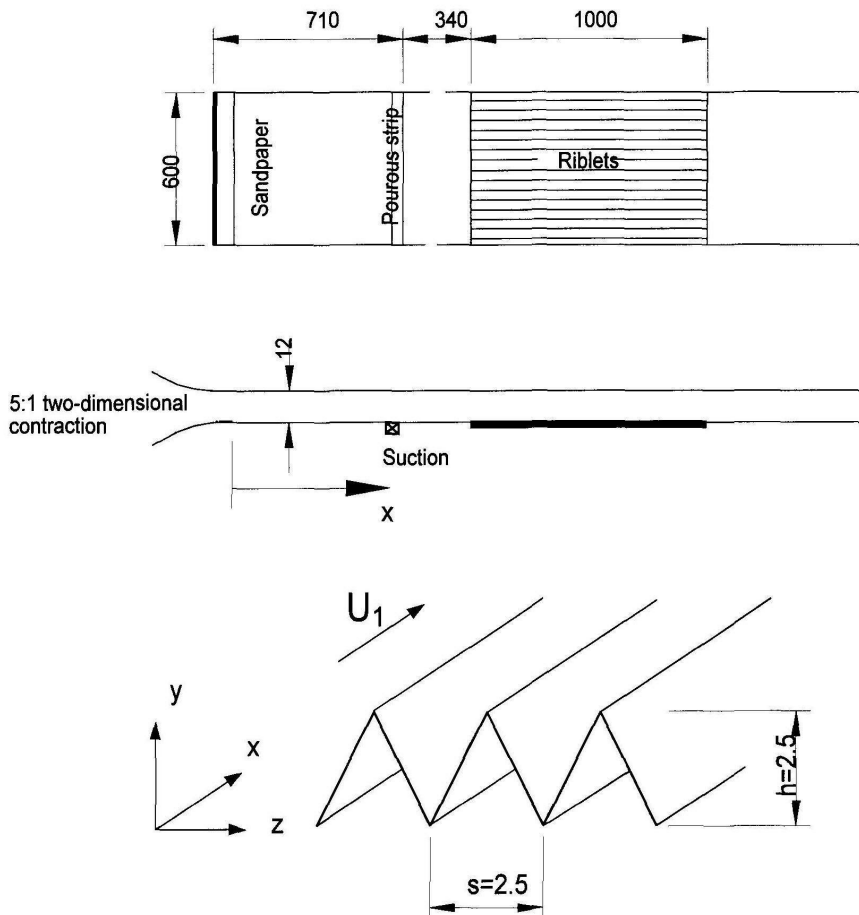 710
340
1000
600
Sandpaper
Pourous strip
Riblets
12
5:1 two-dimensional
contraction
Suction
x
U1
y
x
z
h=2.5
s=2.5